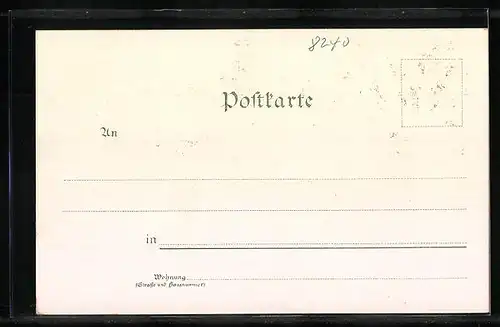 8240
Postkarte
An
in
Wohnung
(Straße und Hausnummer)